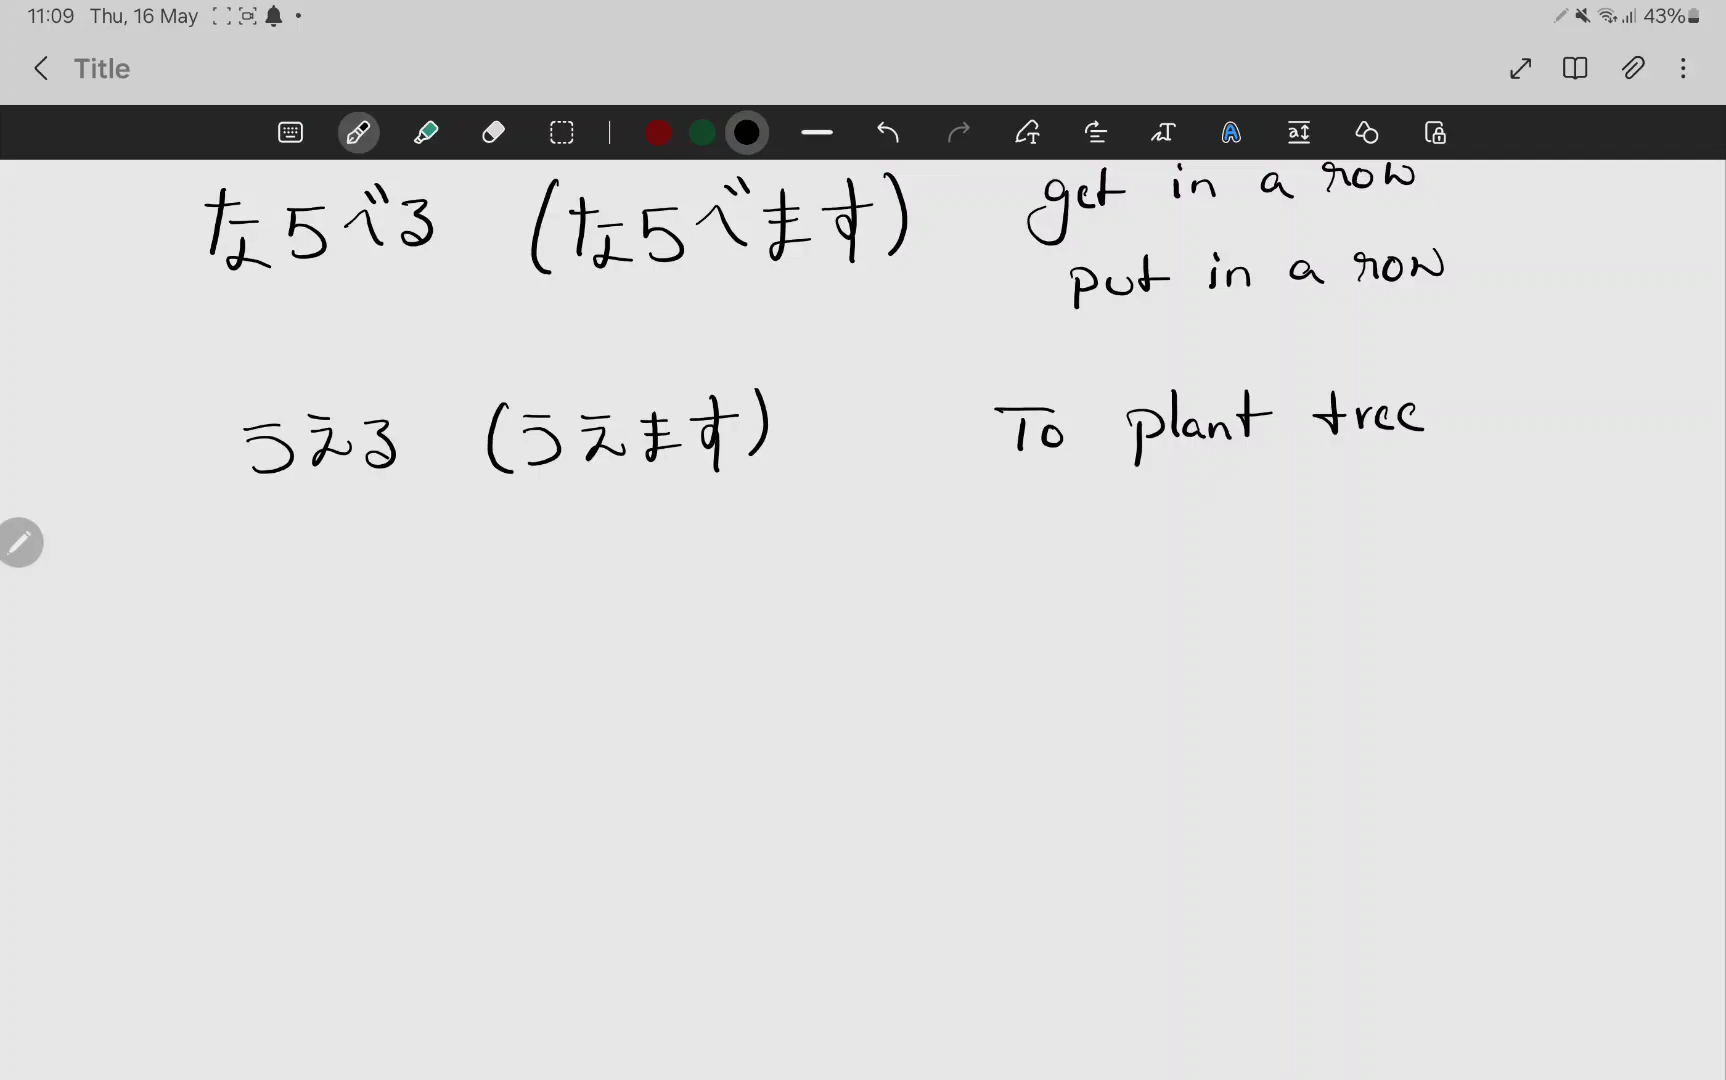 11:09 Thu, 16 May 43%
Title
ならべる (ならべます) get in a row
put in a row
うえる (うえます) To plant tree